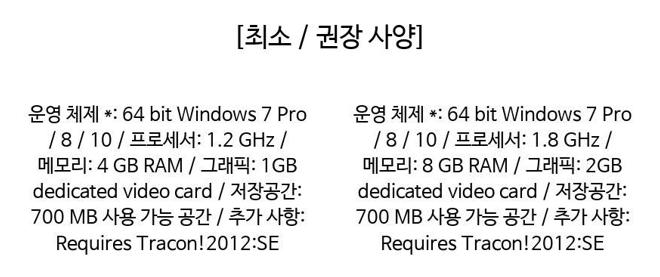 [최소 / 권장 사양]
운영 체제 *: 64 bit Windows 7 Pro
/ 8 / 10 / 프로세서: 1.2 GHz /
메모리: 4 GB RAM / 그래픽: 1GB
dedicated video card / 저장공간:
700 MB 사용 가능 공간 / 추가 사항:
Requires Tracon!2012:SE
운영 체제 *: 64 bit Windows 7 Pro
/ 8 / 10 / 프로세서: 1.8 GHz /
메모리: 8 GB RAM / 그래픽: 2GB
dedicated video card / 저장공간:
700 MB 사용 가능 공간 / 추가 사항:
Requires Tracon!2012:SE